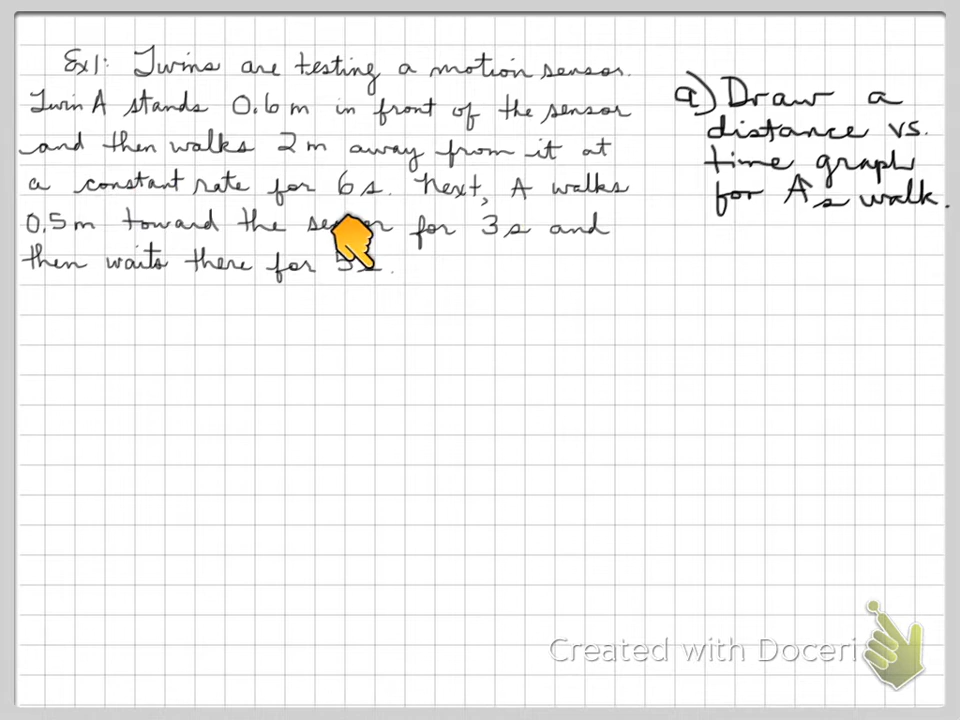 Ex1: Twins are testing a motion sensor.
Twin A stands 0.6 m in front of the sensor
and then walks 2 m away from it at
a constant rate for 6 s. Next, A walks
0.5 m toward the for 3 s and
then waits there for
a) Draw a
distance vs.
time graph
for A's walk.
Created with Doceri